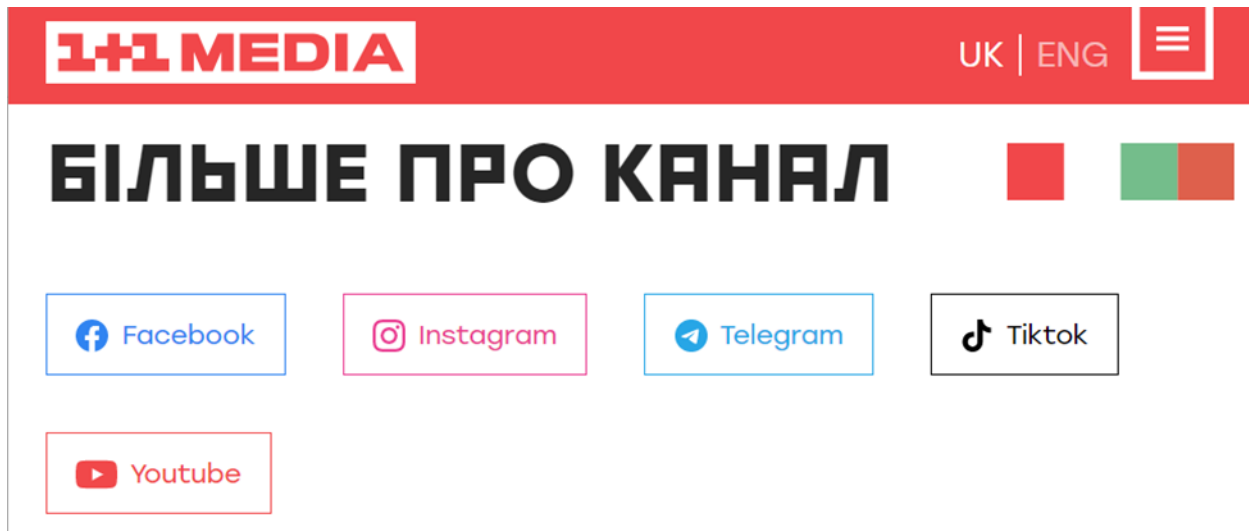 1+1 MEDIA
UK | ENG
БІЛЬШЕ ПРО КАНАЛ
Facebook
Instagram
Telegram
Tiktok
Youtube